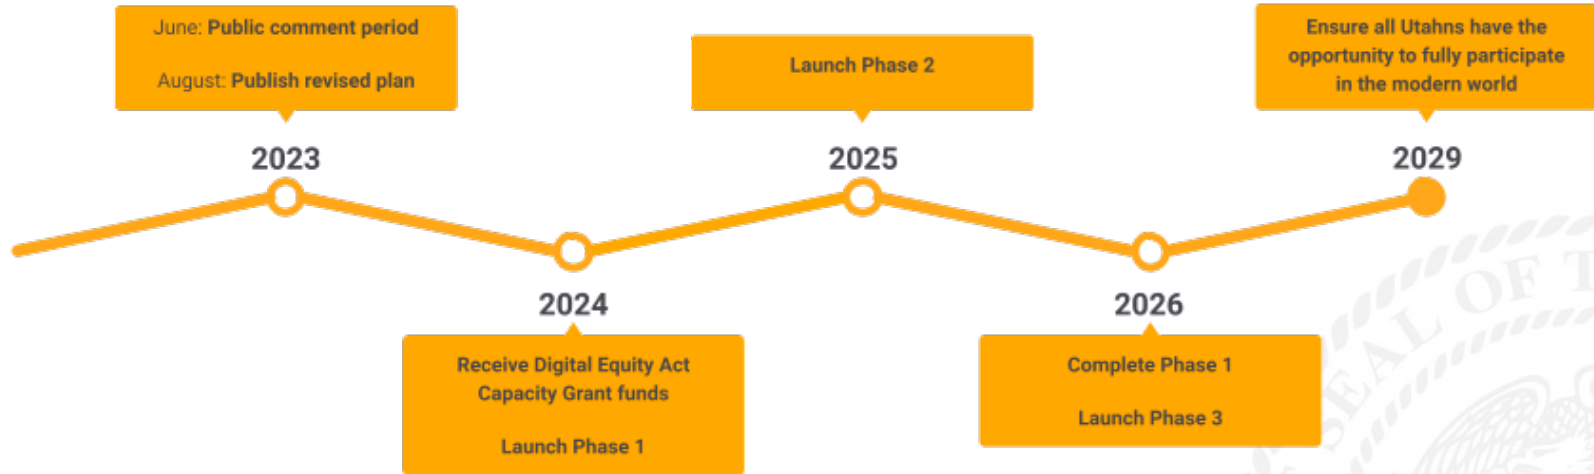 June: Public comment period
August: Publish revised plan
2023
2024
Receive Digital Equity Act
Capacity Grant funds
Launch Phase 1
Launch Phase 2
2025
2026
Complete Phase 1
Launch Phase 3
Ensure all Utahns have the
opportunity to fully participate
in the modern world
2029
SEAL OF T